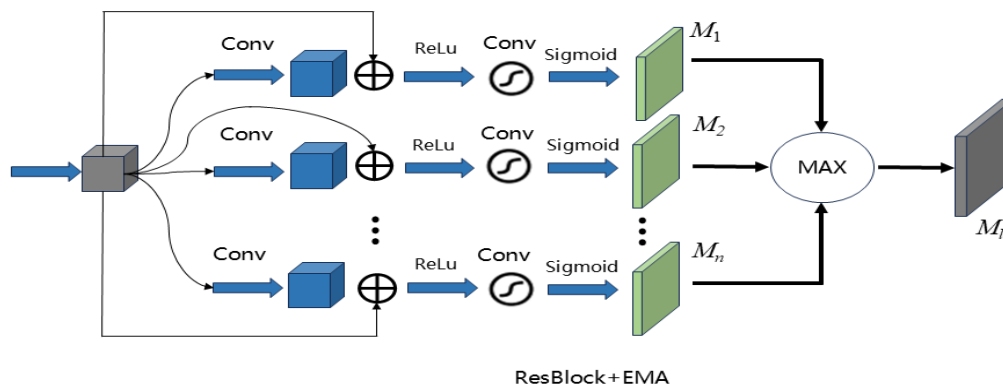 Conv ReLu Conv Sigmoid M₁
Conv ReLu Conv Sigmoid M₂
MAX
Conv ReLu Conv Sigmoid Mₙ
ResBlock+EMA